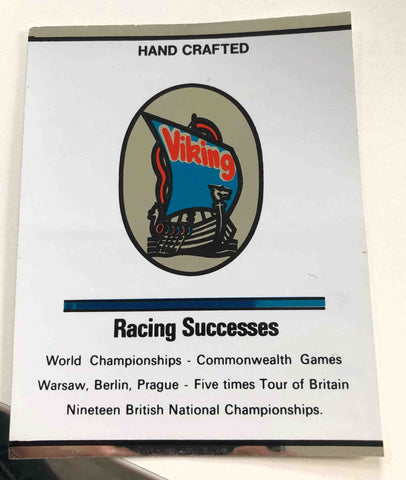 HAND CRAFTED
Viking
Racing Successes
World Championships - Commonwealth Games
Warsaw, Berlin, Prague - Five times Tour of Britain
Nineteen British National Championships.